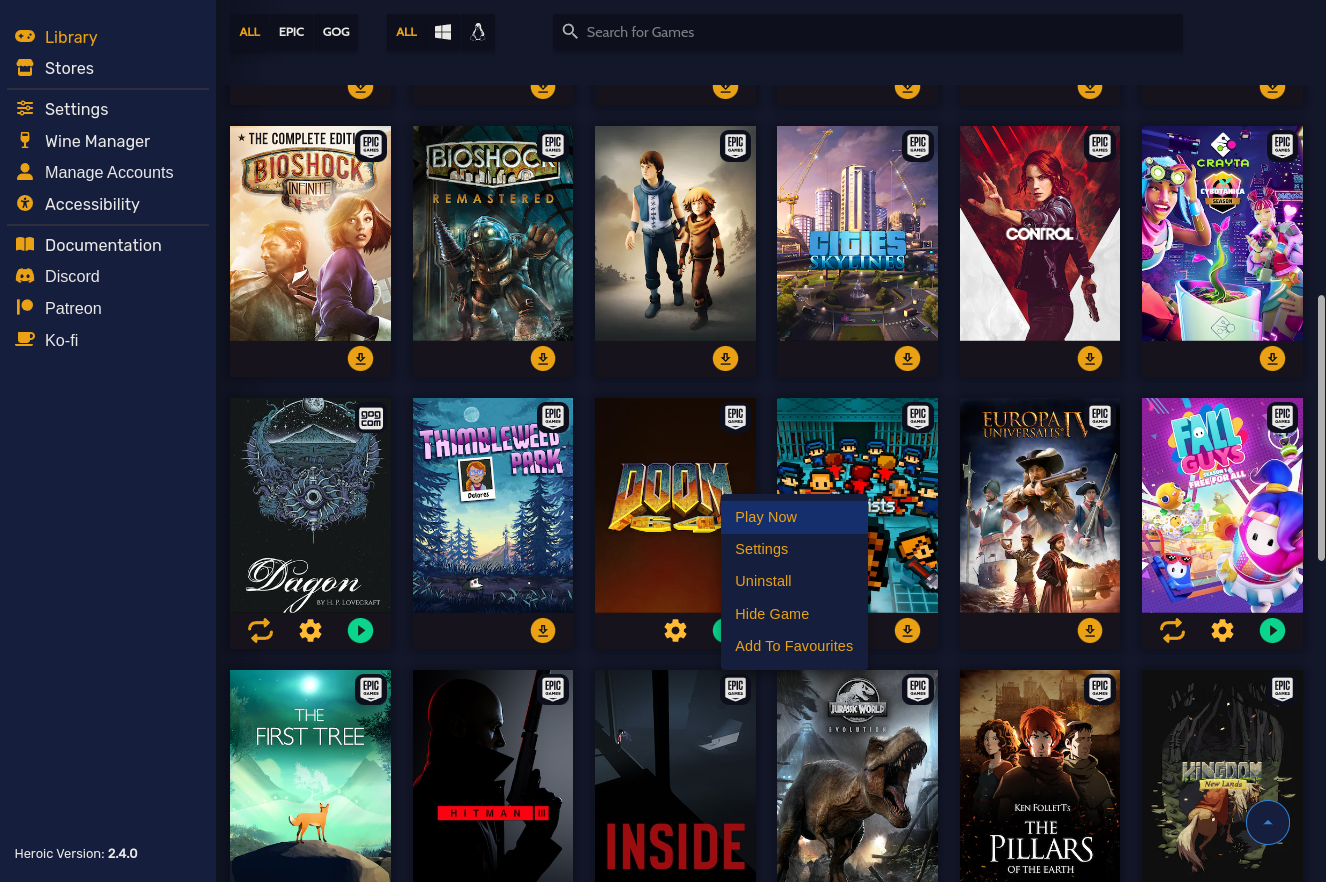 Library
Stores
Settings
Wine Manager
Manage Accounts
Accessibility
Documentation
Discord
Patreon
Ko-fi
Heroic Version: 2.4.0
ALL EPIC GOG
ALL
Search for Games
THE COMPLETE EDITI
BIOSHOCK
INFINITE
EPIC
GAMES
BIOSHOCK
REMASTERED
EPIC
GAMES
EPIC
GAMES
CITIES
SKYLINES
EPIC
GAMES
CONTROL
EPIC
GAMES
CRAYTA
CYBOTANICA
SEASON
EPIC
GAMES
GOG
COM
Dagon
BY H. P. LOVECRAFT
THIMBLEWEED
PARK
Delores
EPIC
GAMES
DOOM
64
EPIC
GAMES
ists
EPIC
GAMES
EUROPA
UNIVERSALIS IV
EPIC
GAMES
FALL
GUYS
FREE FOR ALL
EPIC
GAMES
Play Now
Settings
Uninstall
Hide Game
Add To Favourites
THE
FIRST TREE
EPIC
GAMES
HITMAN III
EPIC
GAMES
INSIDE
EPIC
GAMES
JURASSIC WORLD
EVOLUTION
EPIC
GAMES
KEN FOLLETT'S
THE
PILLARS
OF THE EARTH
EPIC
GAMES
KINGDOM
New Lands
EPIC
GAMES